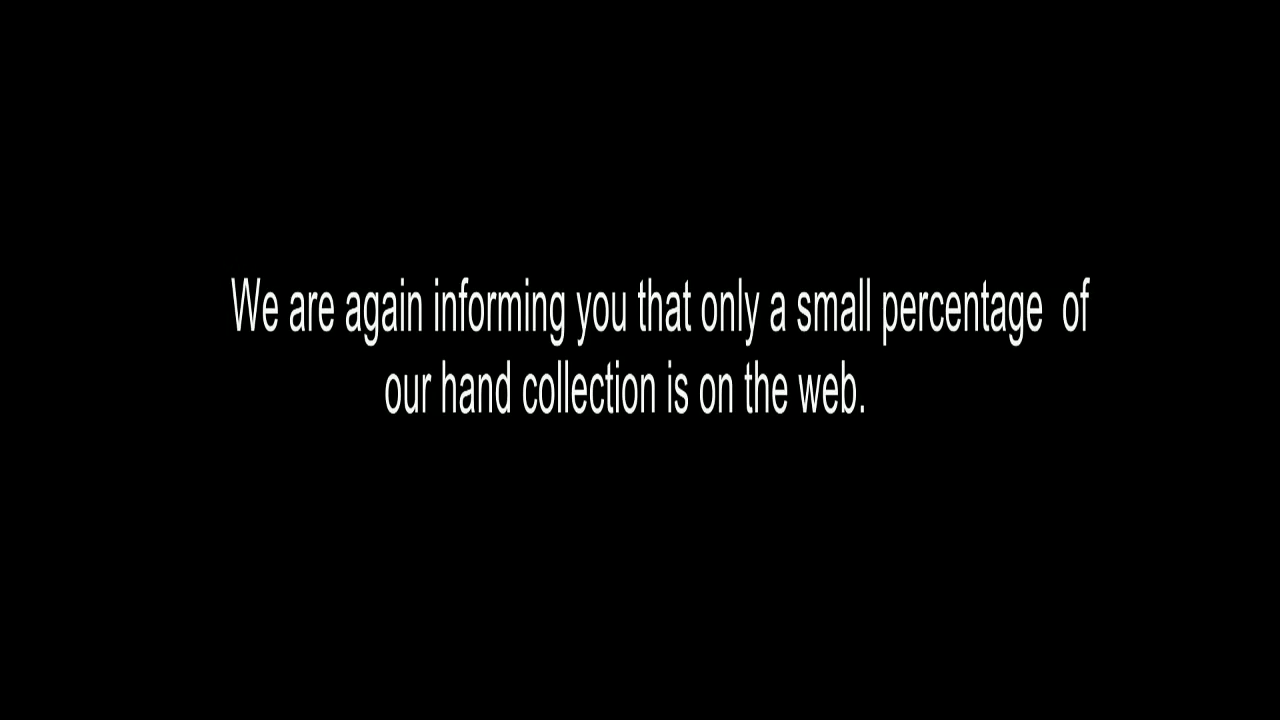 We are again informing you that only a small percentage  of
our hand collection is on the web.